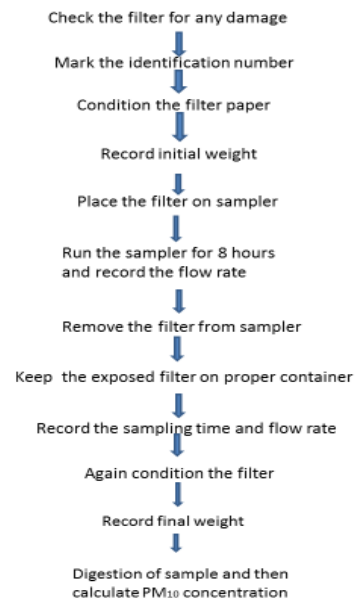 Check the filter for any damage
Mark the identification number
Condition the filter paper
Record initial weight
Place the filter on sampler
Run the sampler for 8 hours
and record the flow rate
Remove the filter from sampler
Keep the exposed filter on proper container
Record the sampling time and flow rate
Again condition the filter
Record final weight
Digestion of sample and then
calculate PM₁₀ concentration